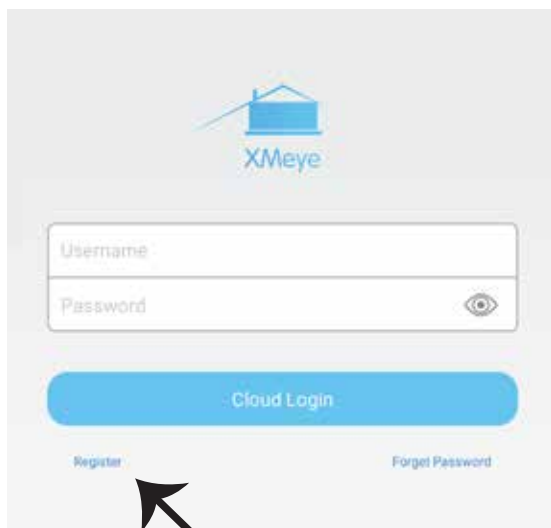 XMeye
Username
Password
Cloud Login
Register
Forget Password